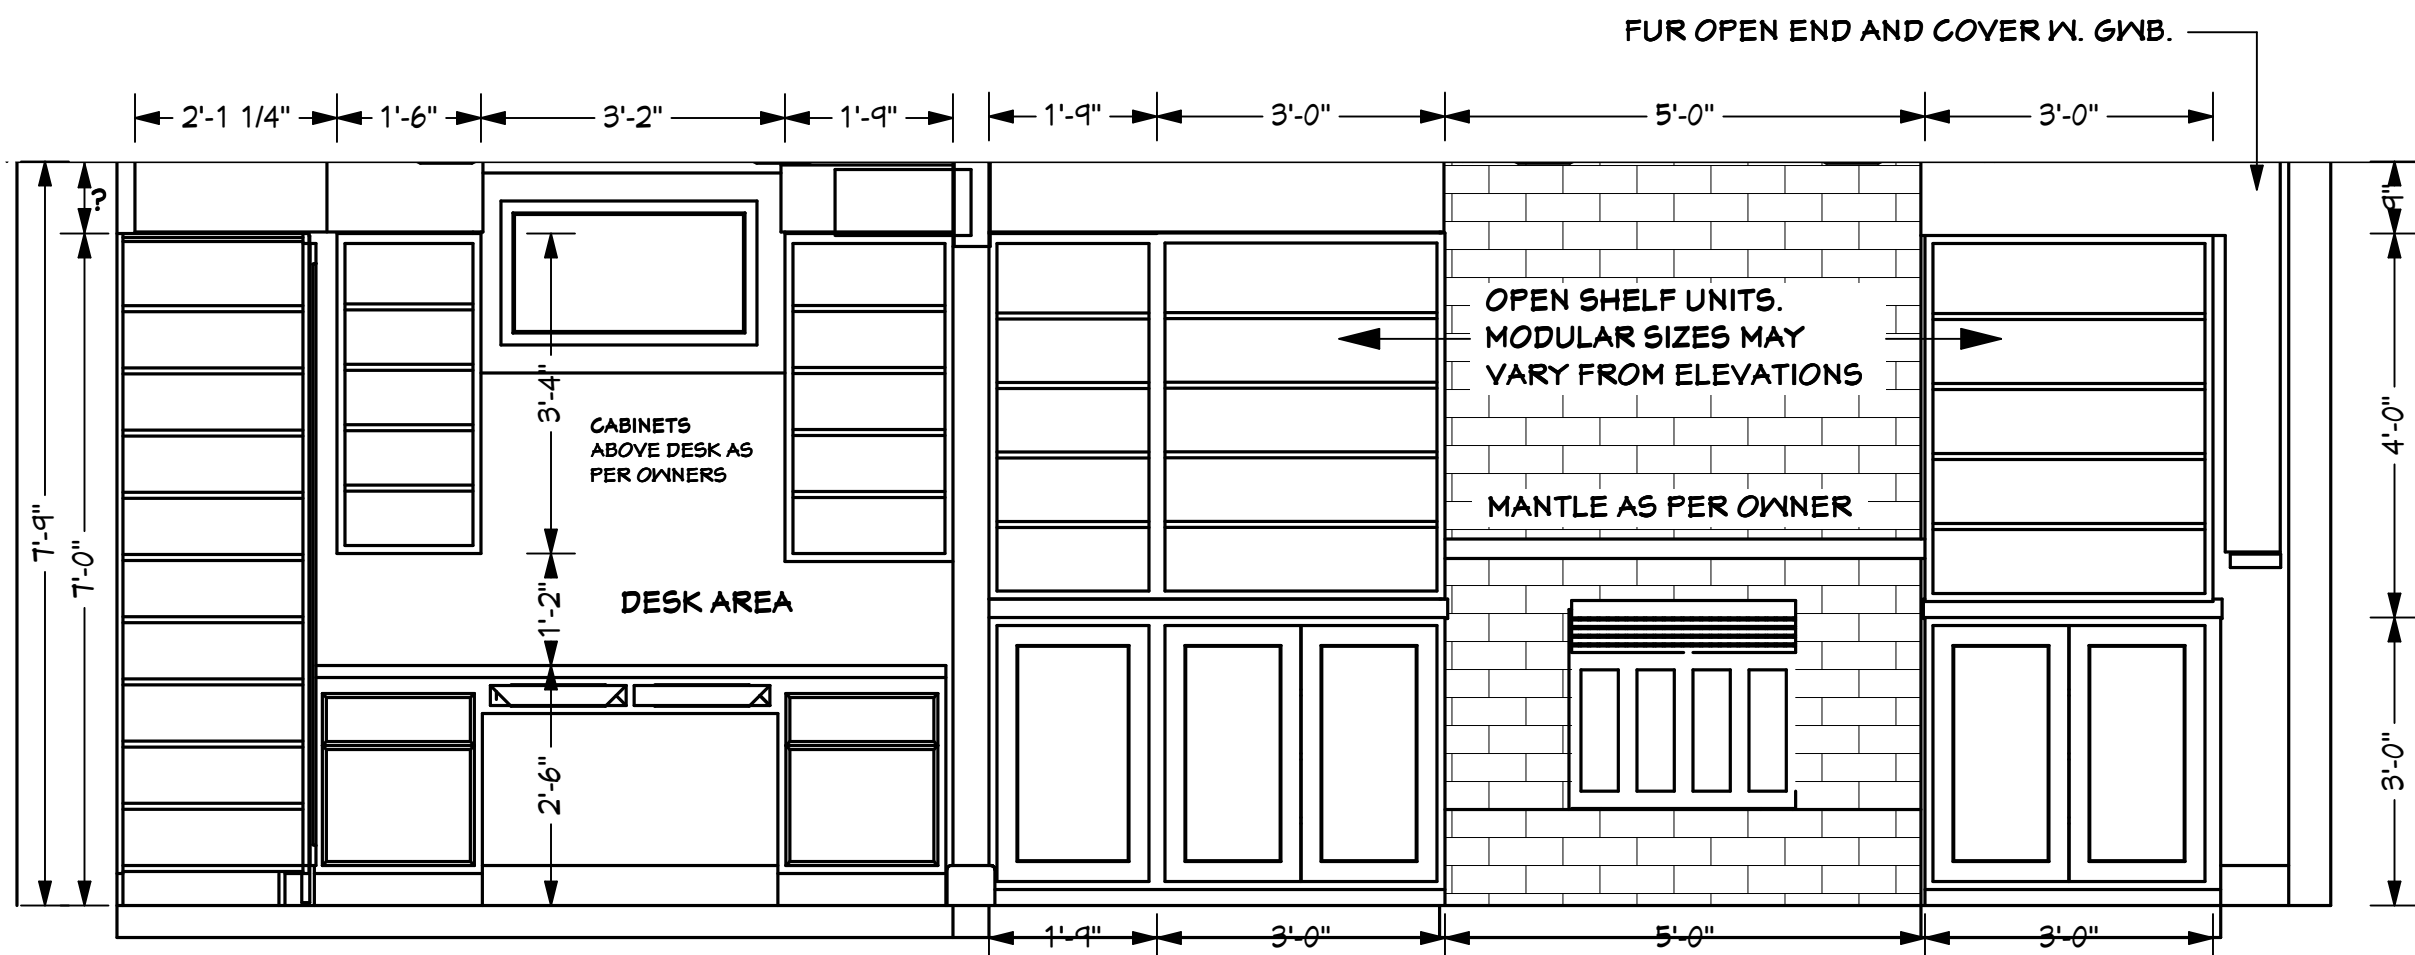 FUR OPEN END AND COVER W. GWB.
2'-1 1/4" 1'-6" 3'-2" 1'-9" 1'-9" 3'-0" 5'-0" 3'-0"
?
9"
OPEN SHELF UNITS.
MODULAR SIZES MAY
VARY FROM ELEVATIONS
3'-4"
CABINETS
ABOVE DESK AS
PER OWNERS
4'-0"
MANTLE AS PER OWNER
7'-9"
7'-0"
DESK AREA
1'-2"
2'-6"
3'-0"
1'-9" 3'-0" 5'-0" 3'-0"